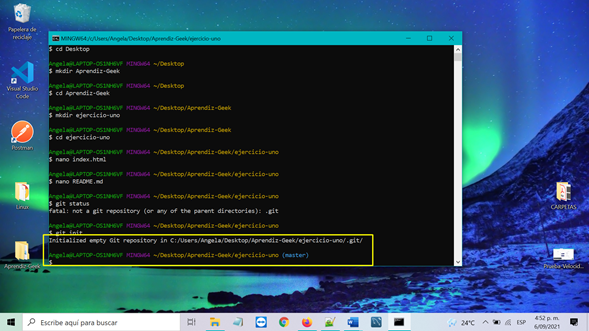 Papelera de
reciclaje
Visual Studio
Code
Postman
Linux
Aprendiz-Geek
CARPETAS
Prueba-Velocid...
MINGW64:/c/Users/Angela/Desktop/Aprendiz-Geek/ejercicio-uno
$ cd Desktop
Angela@LAPTOP-OS1NH6VF MINGW64 ~/Desktop
$ mkdir Aprendiz-Geek
Angela@LAPTOP-OS1NH6VF MINGW64 ~/Desktop
$ cd Aprendiz-Geek
Angela@LAPTOP-OS1NH6VF MINGW64 ~/Desktop/Aprendiz-Geek
$ mkdir ejercicio-uno
Angela@LAPTOP-OS1NH6VF MINGW64 ~/Desktop/Aprendiz-Geek
$ cd ejercicio-uno
Angela@LAPTOP-OS1NH6VF MINGW64 ~/Desktop/Aprendiz-Geek/ejercicio-uno
$ nano index.html
Angela@LAPTOP-OS1NH6VF MINGW64 ~/Desktop/Aprendiz-Geek/ejercicio-uno
$ nano README.md
Angela@LAPTOP-OS1NH6VF MINGW64 ~/Desktop/Aprendiz-Geek/ejercicio-uno
$ git status
fatal: not a git repository (or any of the parent directories): .git
Angela@LAPTOP-OS1NH6VF MINGW64 ~/Desktop/Aprendiz-Geek/ejercicio-uno
$ git init
Initialized empty Git repository in C:/Users/Angela/Desktop/Aprendiz-Geek/ejercicio-uno/.git/
Angela@LAPTOP-OS1NH6VF MINGW64 ~/Desktop/Aprendiz-Geek/ejercicio-uno (master)
$
Escribe aquí para buscar
24°C
ESP
4:52 p. m.
6/09/2021